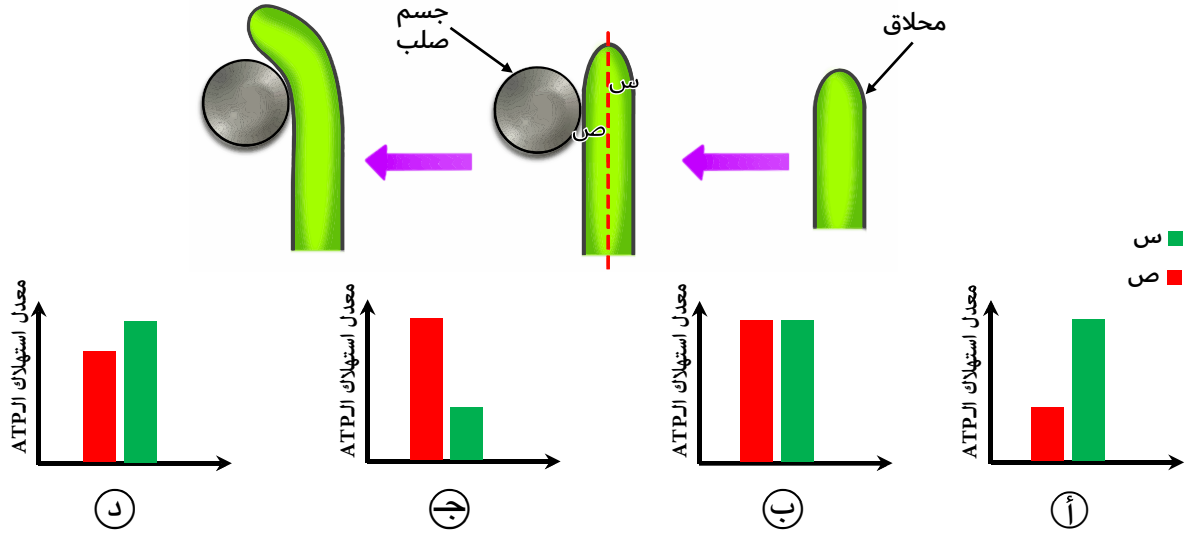 محلاق
جسم
صلب
س
ص
س
ص
معدل استهلاك الـATP
معدل استهلاك الـATP
معدل استهلاك الـATP
معدل استهلاك الـATP
أ
ب
جـ
د